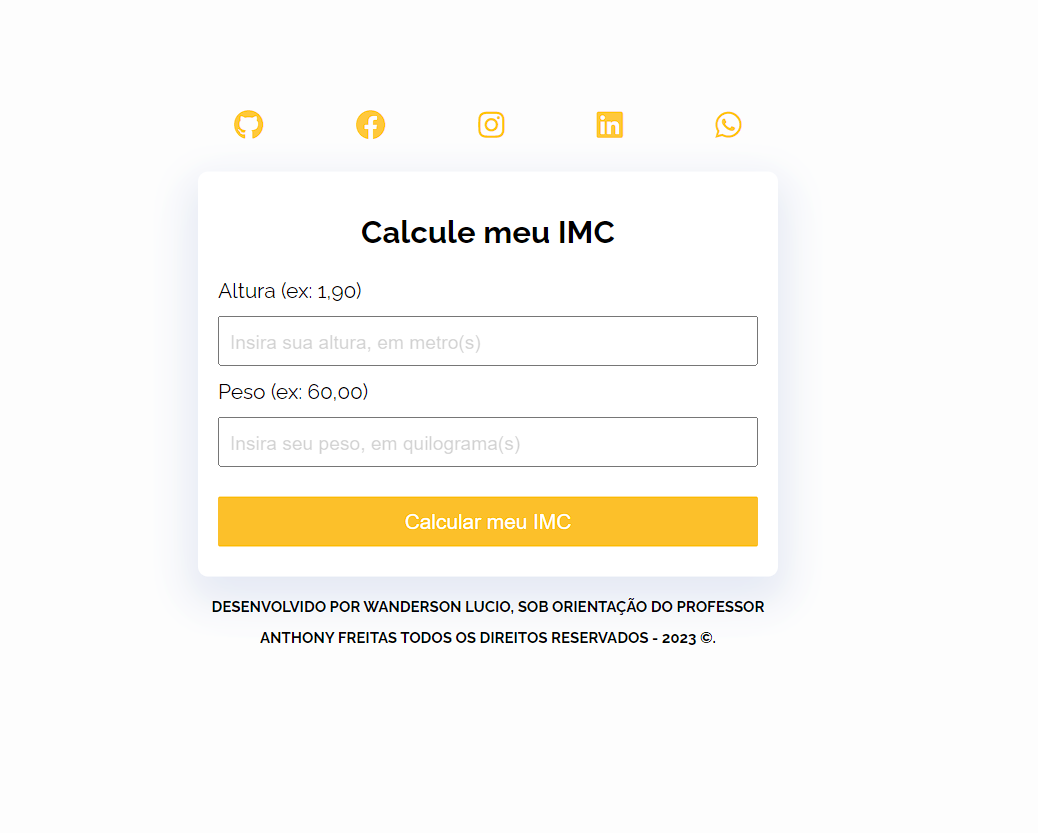 Calcule meu IMC
Altura (ex: 1,90)
Insira sua altura, em metro(s)
Peso (ex: 60,00)
Insira seu peso, em quilograma(s)
Calcular meu IMC
DESENVOLVIDO POR WANDERSON LUCIO, SOB ORIENTAÇÃO DO PROFESSOR
ANTHONY FREITAS TODOS OS DIREITOS RESERVADOS - 2023 ©.